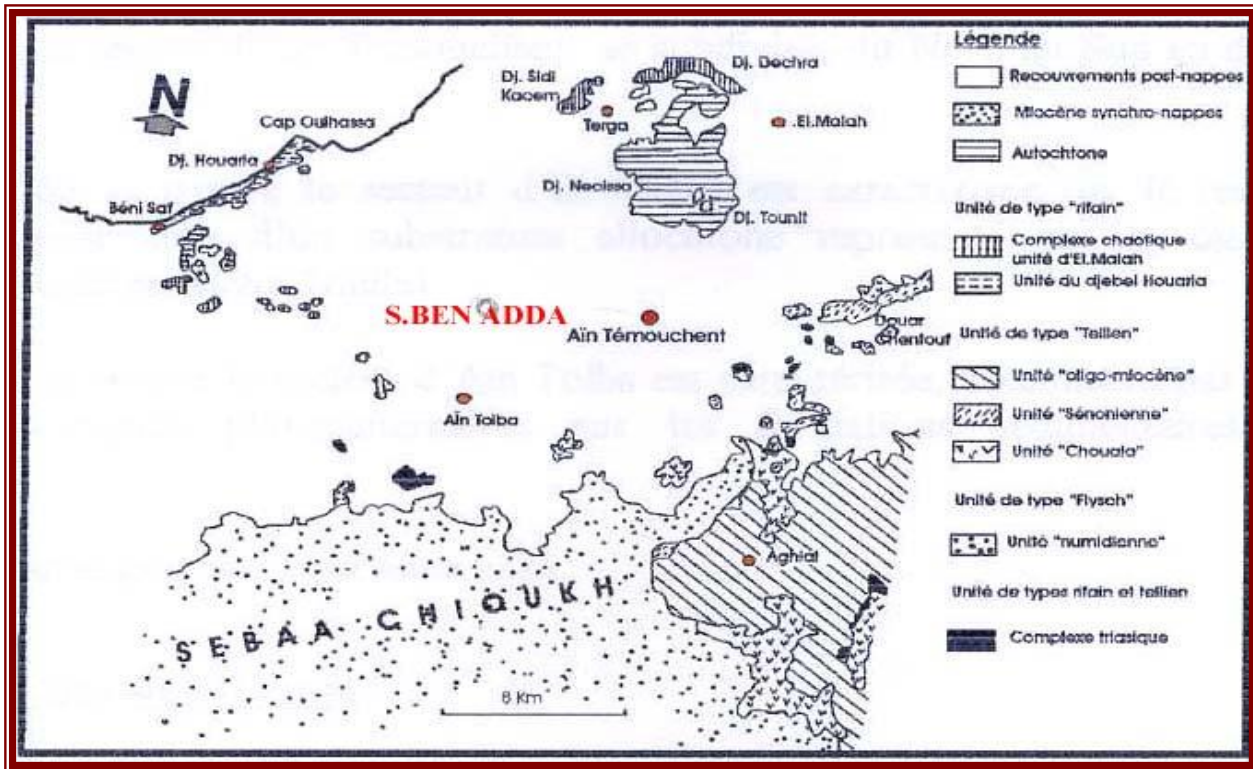 Légende
Recouvrements post-nappes
Miocène synchro-nappes
Autochtone
Unité de type "rifain"
Complexe chaotique
unité d'El.Malah
Unité du djebel Houaria
Unité de type "Tellien"
Unité "oligo-miocène"
Unité "Sénonienne"
Unité "Chouala"
Unité de type "Flysch"
Unité "numidienne"
Unité de types rifain et tellien
Complexe triasique
N
Cap Oulhassa
Dj. Houaria
Béni Saf
Dj. Sidi
Kacem
Terga
Dj. Dechra
.El.Malah
Dj. Necissa
Dj. Tounit
S.BEN ADDA
Aïn Témouchent
Douar
Chentouf
Aïn Tolba
Aghlal
SEBAA CHIOUKH
8 Km